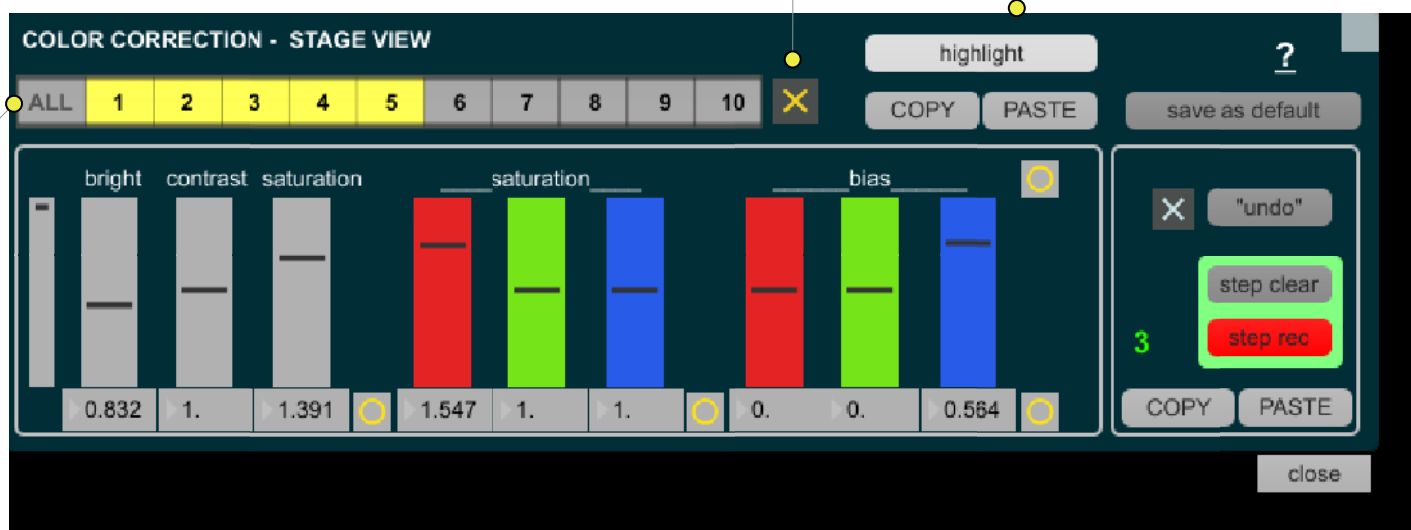 COLOR CORRECTION - STAGE VIEW
highlight
?
ALL 1 2 3 4 5 6 7 8 9 10
COPY PASTE
save as default
bright contrast saturation ____saturation____ ______bias______
"undo"
step clear
3 step rec
0.832 1. 1.391 1.547 1. 1. 0. 0. 0.564
COPY PASTE
close